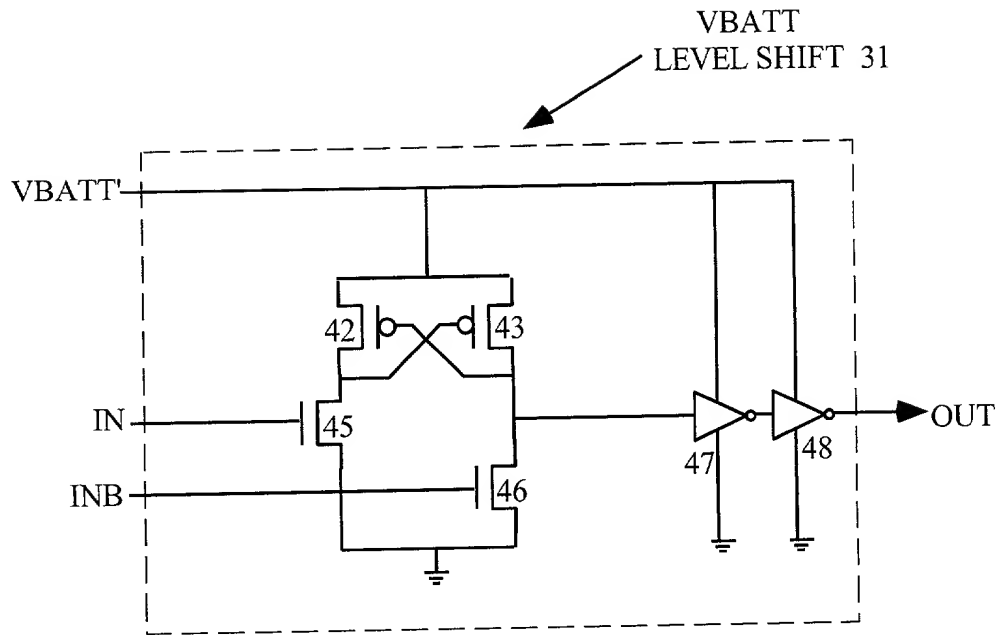 VBATT
LEVEL SHIFT 31
VBATT'
42
43
IN
45
OUT
47
48
INB
46